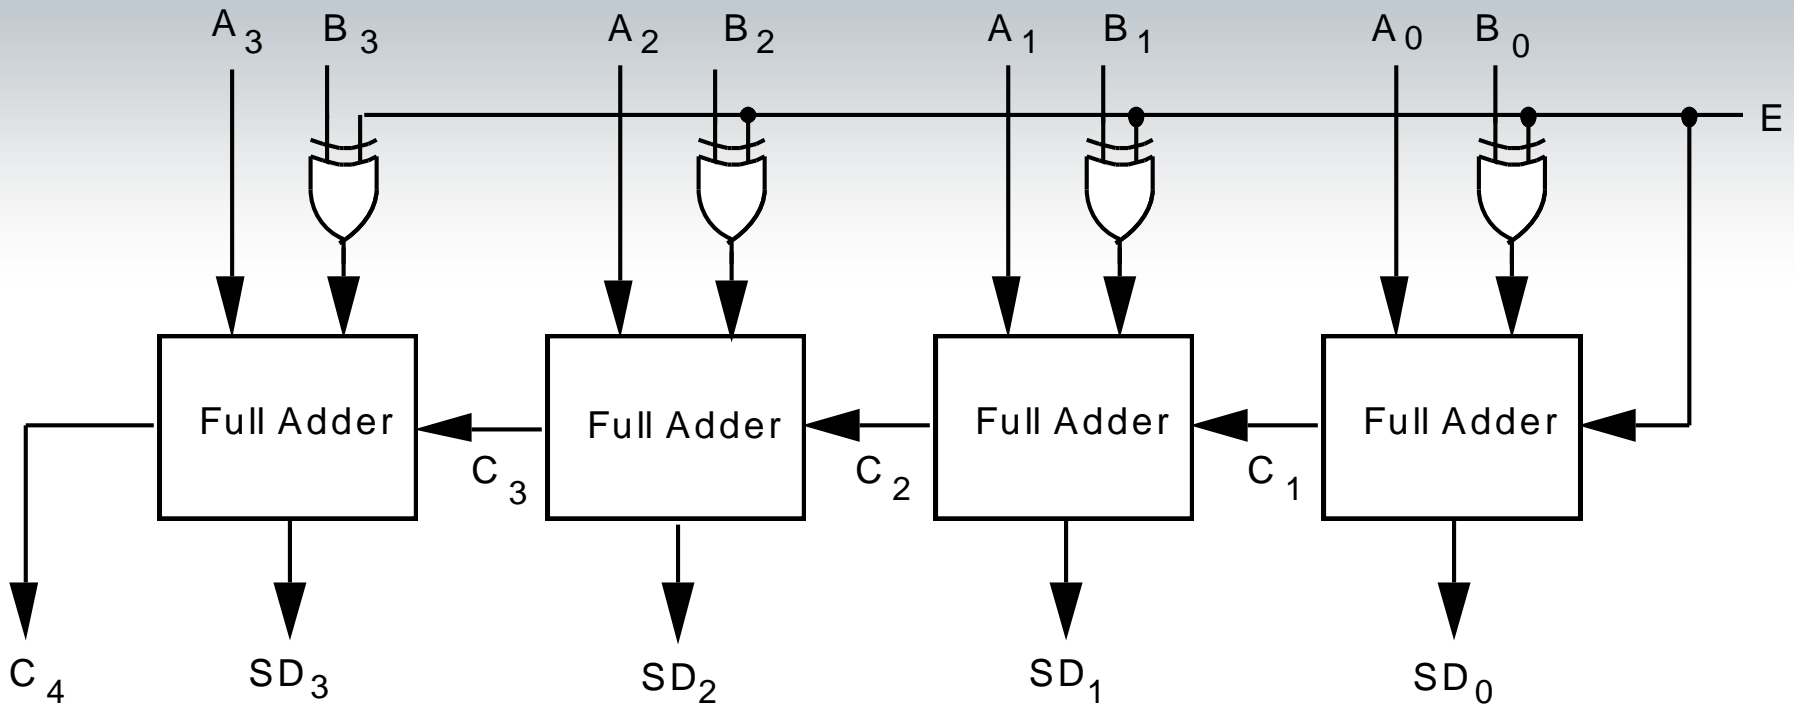 A3 B3 A2 B2 A1 B1 A0 B0
E
Full Adder Full Adder Full Adder Full Adder
C3 C2 C1
C4 SD3 SD2 SD1 SD0